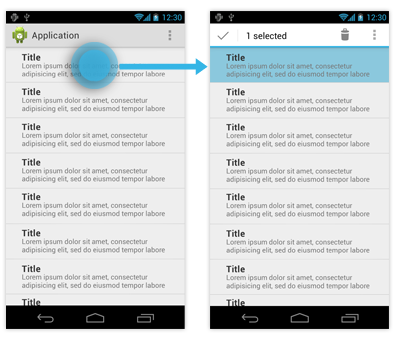 12:30
Application
Title
Lorem ipsum dolor sit amet, consectetur
adipisicing elit, sed do eiusmod tempor labore
Title
Lorem ipsum dolor sit amet, consectetur
adipisicing elit, sed do eiusmod tempor labore
Title
Lorem ipsum dolor sit amet, consectetur
adipisicing elit, sed do eiusmod tempor labore
Title
Lorem ipsum dolor sit amet, consectetur
adipisicing elit, sed do eiusmod tempor labore
Title
Lorem ipsum dolor sit amet, consectetur
adipisicing elit, sed do eiusmod tempor labore
Title
Lorem ipsum dolor sit amet, consectetur
adipisicing elit, sed do eiusmod tempor labore
Title
Lorem ipsum dolor sit amet, consectetur
adipisicing elit, sed do eiusmod tempor labore
Title
12:30
1 selected
Title
Lorem ipsum dolor sit amet, consectetur
adipisicing elit, sed do eiusmod tempor labore
Title
Lorem ipsum dolor sit amet, consectetur
adipisicing elit, sed do eiusmod tempor labore
Title
Lorem ipsum dolor sit amet, consectetur
adipisicing elit, sed do eiusmod tempor labore
Title
Lorem ipsum dolor sit amet, consectetur
adipisicing elit, sed do eiusmod tempor labore
Title
Lorem ipsum dolor sit amet, consectetur
adipisicing elit, sed do eiusmod tempor labore
Title
Lorem ipsum dolor sit amet, consectetur
adipisicing elit, sed do eiusmod tempor labore
Title
Lorem ipsum dolor sit amet, consectetur
adipisicing elit, sed do eiusmod tempor labore
Title